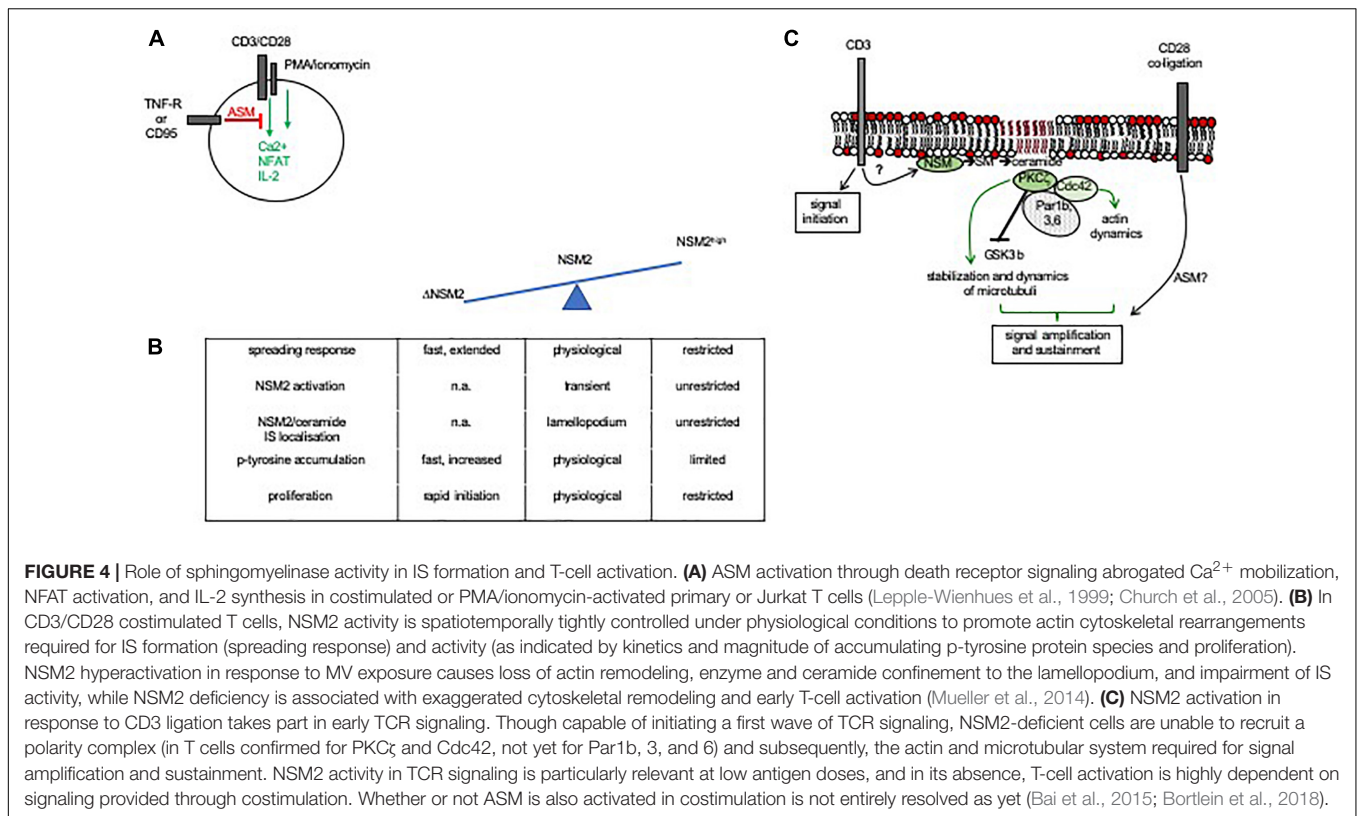 A
CD3/CD28
PMA/ionomycin
TNF-R
or
CD95
ASM
Ca2+
NFAT
IL-2
NSM2
NSM2high
ΔNSM2
B
spreading response fast, extended physiological restricted
NSM2 activation n.a. transient unrestricted
NSM2/ceramide
IS localisation n.a. lamellopodium unrestricted
p-tyrosine accumulation fast, increased physiological limited
proliferation rapid initiation physiological restricted
C
CD3
CD28
co-ligation
?
NSM SM ceramide
signal
initiation
PKCζ
Cdc42
Par1b,
3,6
actin
dynamics
GSK3b
stabilization and dynamics
of microtubuli
ASM?
signal amplification
and sustainment
FIGURE 4 | Role of sphingomyelinase activity in IS formation and T-cell activation. (A) ASM activation through death receptor signaling abrogated Ca2+ mobilization,
NFAT activation, and IL-2 synthesis in costimulated or PMA/ionomycin-activated primary or Jurkat T cells (Lepple-Wienhues et al., 1999; Church et al., 2005). (B) In
CD3/CD28 costimulated T cells, NSM2 activity is spatiotemporally tightly controlled under physiological conditions to promote actin cytoskeletal rearrangements
required for IS formation (spreading response) and activity (as indicated by kinetics and magnitude of accumulating p-tyrosine protein species and proliferation).
NSM2 hyperactivation in response to MV exposure causes loss of actin remodeling, enzyme and ceramide confinement to the lamellopodium, and impairment of IS
activity, while NSM2 deficiency is associated with exaggerated cytoskeletal remodeling and early T-cell activation (Mueller et al., 2014). (C) NSM2 activation in
response to CD3 ligation takes part in early TCR signaling. Though capable of initiating a first wave of TCR signaling, NSM2-deficient cells are unable to recruit a
polarity complex (in T cells confirmed for PKCζ and Cdc42, not yet for Par1b, 3, and 6) and subsequently, the actin and microtubular system required for signal
amplification and sustainment. NSM2 activity in TCR signaling is particularly relevant at low antigen doses, and in its absence, T-cell activation is highly dependent on
signaling provided through costimulation. Whether or not ASM is also activated in costimulation is not entirely resolved as yet (Bai et al., 2015; Bortlein et al., 2018).